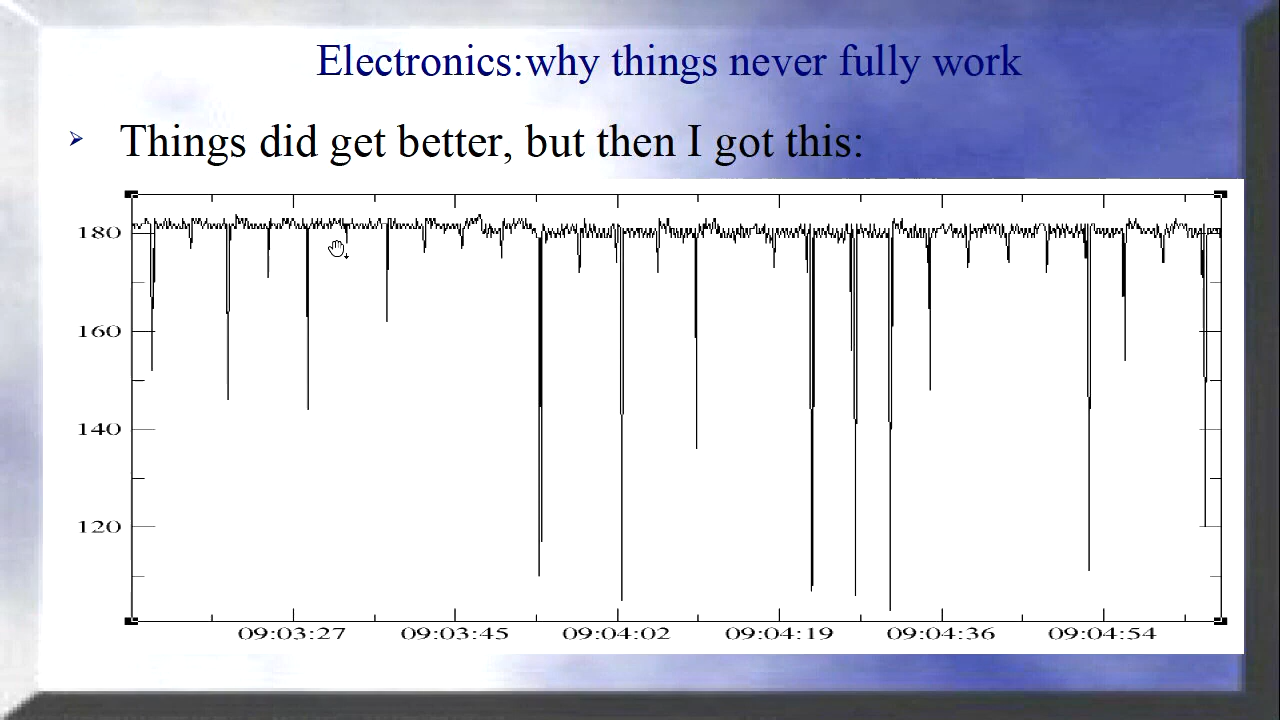 Electronics:why things never fully work
Things did get better, but then I got this:
180
160
140
120
09:03:27 09:03:45 09:04:02 09:04:19 09:04:36 09:04:54